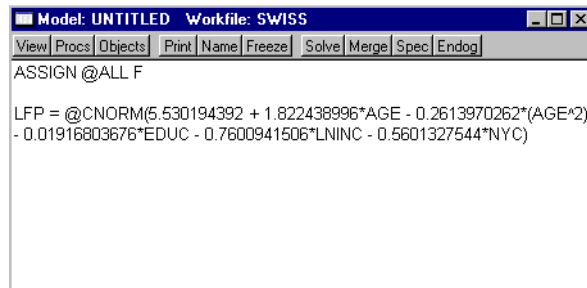 Model: UNTITLED Workfile: SWISS
View Procs Objects Print Name Freeze Solve Merge Spec Endog
ASSIGN @ALL F
LFP = @CNORM(5.530194392 + 1.822438996*AGE - 0.2613970262*(AGE^2)
- 0.01916803676*EDUC - 0.7600941506*LNINC - 0.5601327544*NYC)